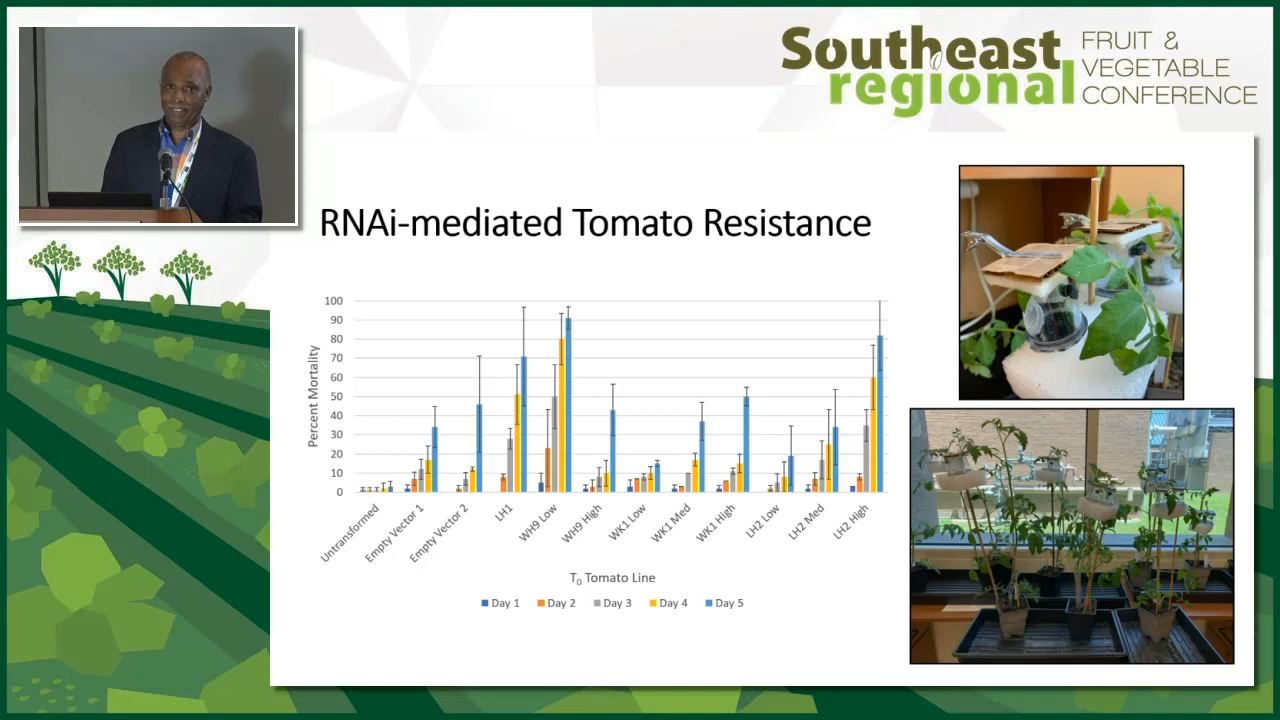 Southeast
regional
FRUIT &
VEGETABLE
CONFERENCE
RNAi-mediated Tomato Resistance
Percent Mortality
100
90
80
70
60
50
40
30
20
10
0
Untransformed
Empty Vector 1
Empty Vector 2
LH1
WH9 Low
WH9 High
WK1 Low
WK1 Med
WK1 High
LH2 Low
LH2 Med
LH2 High
T0 Tomato Line
Day 1 Day 2 Day 3 Day 4 Day 5